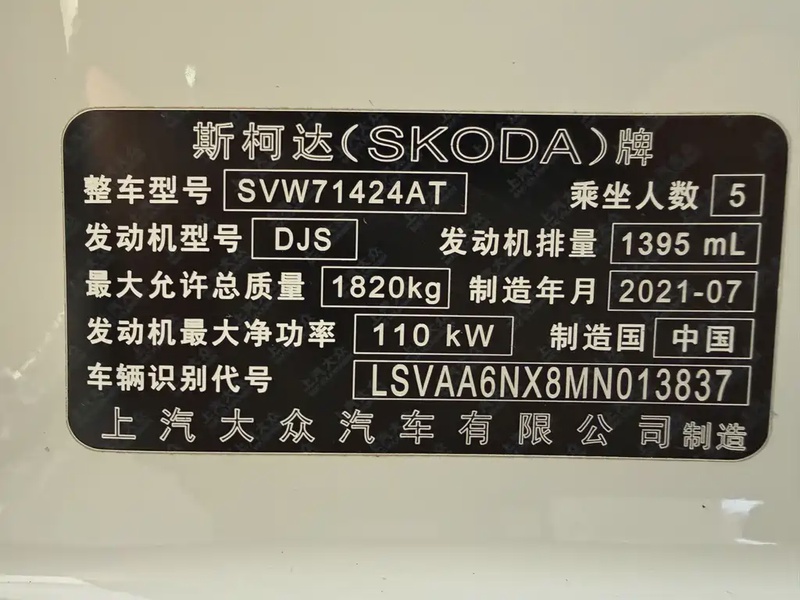 斯柯达(SKODA)牌
整车型号 SVW71424AT 乘坐人数 5
发动机型号 DJS 发动机排量 1395 mL
最大允许总质量 1820kg 制造年月 2021-07
发动机最大净功率 110 kW 制造国 中国
车辆识别代号 LSVAA6NX8MN013837
上汽大众汽车有限公司制造